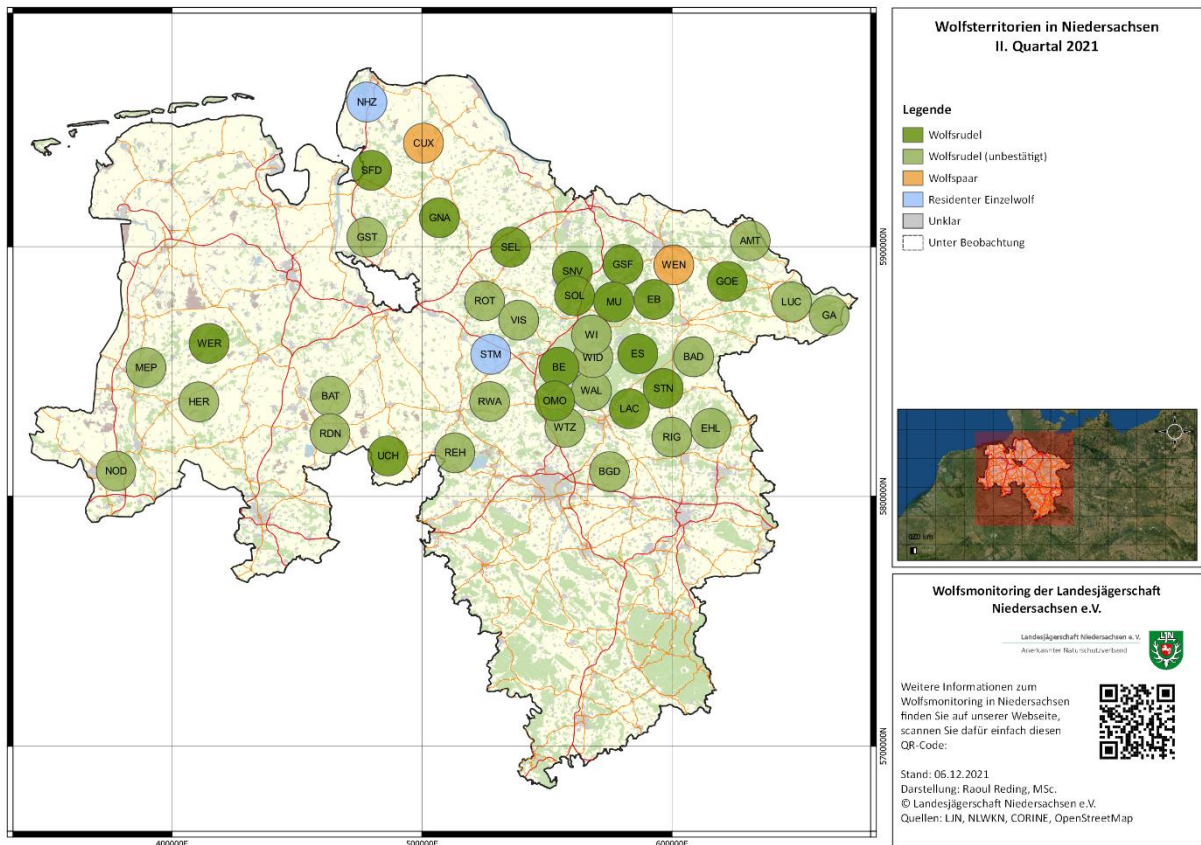 NHZ
CUX
SFD
GNA
GST
SEL
AMT
SNV
GSF
WEN
GOE
SOL
MU
EB
LUC
GA
ROT
VIS
WI
WER
STM
WID
ES
BAD
MEP
BE
STN
HER
BAT
RWA
OMO
WAL
LAC
RDN
WTZ
RIG
EHL
UCH
REH
NOD
BGD
5900000N
5800000N
5700000N
400000E
500000E
600000E
Wolfsterritorien in Niedersachsen
II. Quartal 2021
Legende
Wolfsrudel
Wolfsrudel (unbestätigt)
Wolfspaar
Residenter Einzelwolf
Unklar
Unter Beobachtung
Wolfsmonitoring der Landesjägerschaft
Niedersachsen e.V.
Landesjägerschaft Niedersachsen e. V.
Anerkannter Naturschutzverband
LJN
Weitere Informationen zum
Wolfsmonitoring in Niedersachsen
finden Sie auf unserer Webseite,
scannen Sie dafür einfach diesen
QR-Code:
Stand: 06.12.2021
Darstellung: Raoul Reding, MSc.
© Landesjägerschaft Niedersachsen e.V.
Quellen: LJN, NLWKN, CORINE, OpenStreetMap